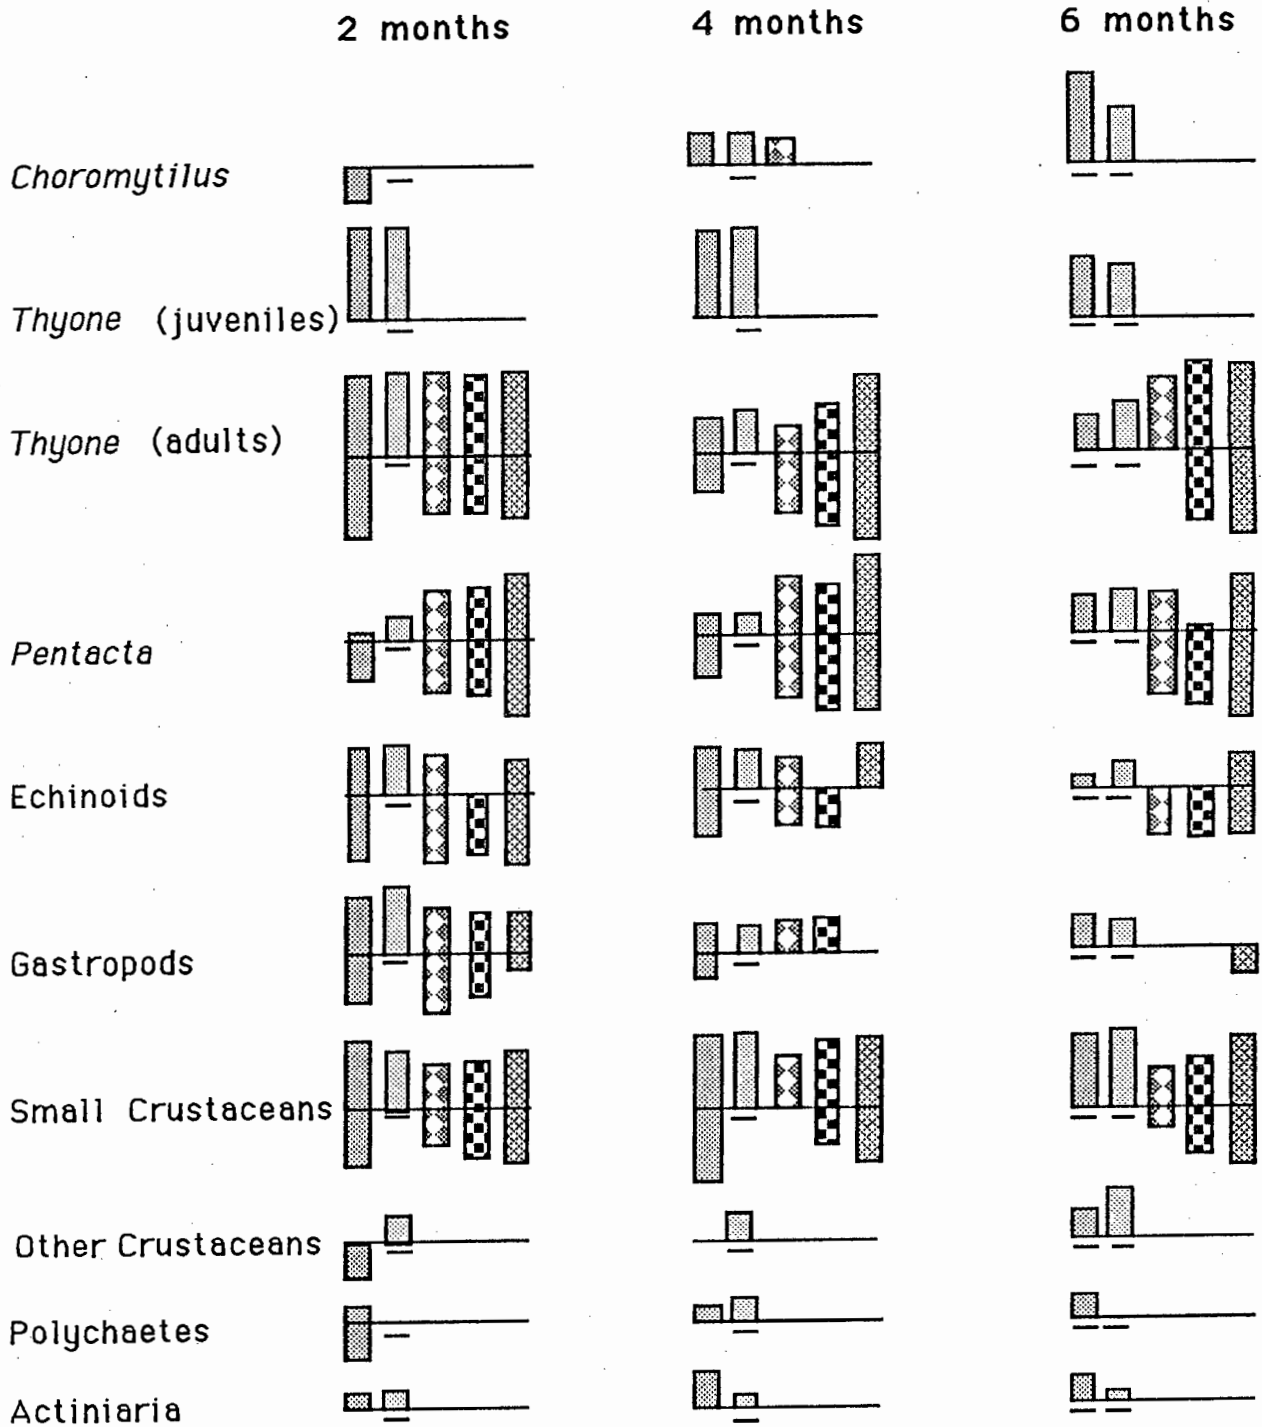 2 months 4 months 6 months
Choromytilus
Thyone (juveniles)
Thyone (adults)
Pentacta
Echinoids
Gastropods
Small Crustaceans
Other Crustaceans
Polychaetes
Actiniaria